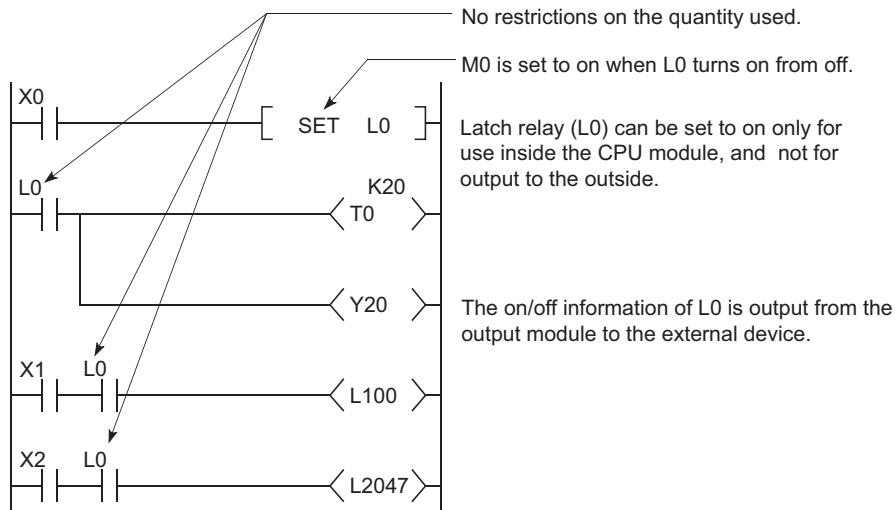 No restrictions on the quantity used.
M0 is set to on when L0 turns on from off.
X0
SET L0
Latch relay (L0) can be set to on only for
use inside the CPU module, and not for
output to the outside.
L0
K20
T0
Y20
The on/off information of L0 is output from the
output module to the external device.
X1 L0
L100
X2 L0
L2047